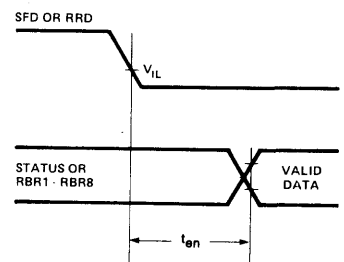 SFD OR RRD
VIL
STATUS OR
RBR1 - RBR8
VALID
DATA
ten